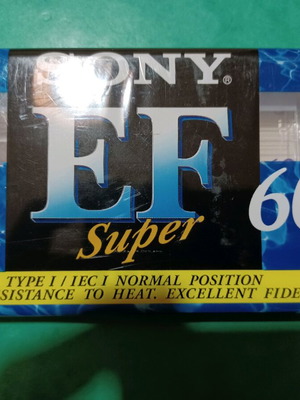 SONY®
EF
Super
60
TYPE I / IEC I NORMAL POSITION
SISTANCE TO HEAT. EXCELLENT FIDE